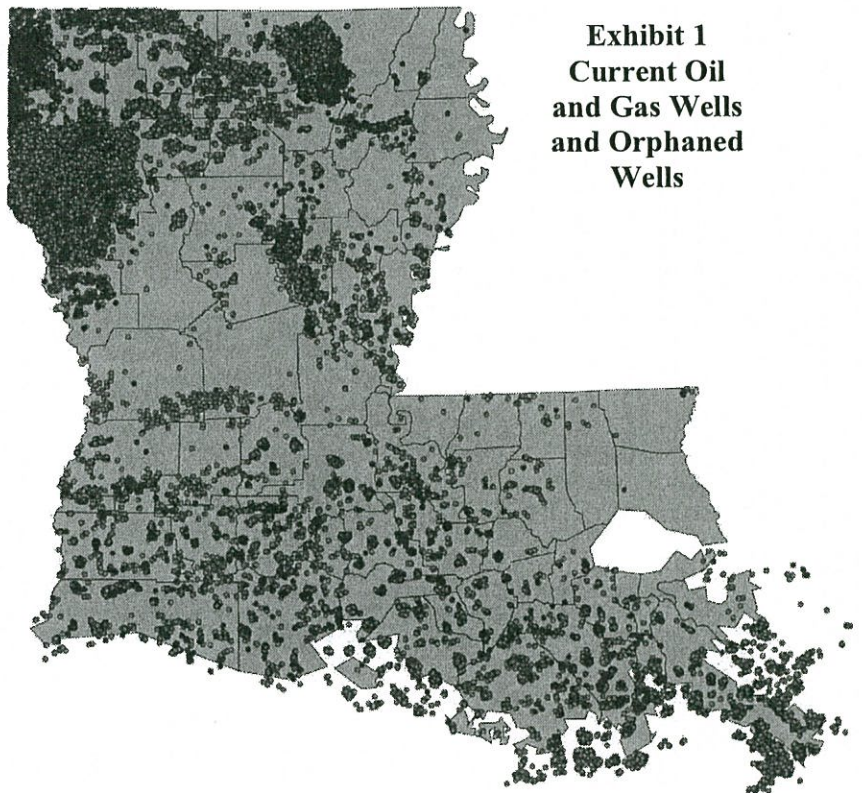 Exhibit 1
Current Oil
and Gas Wells
and Orphaned
Wells